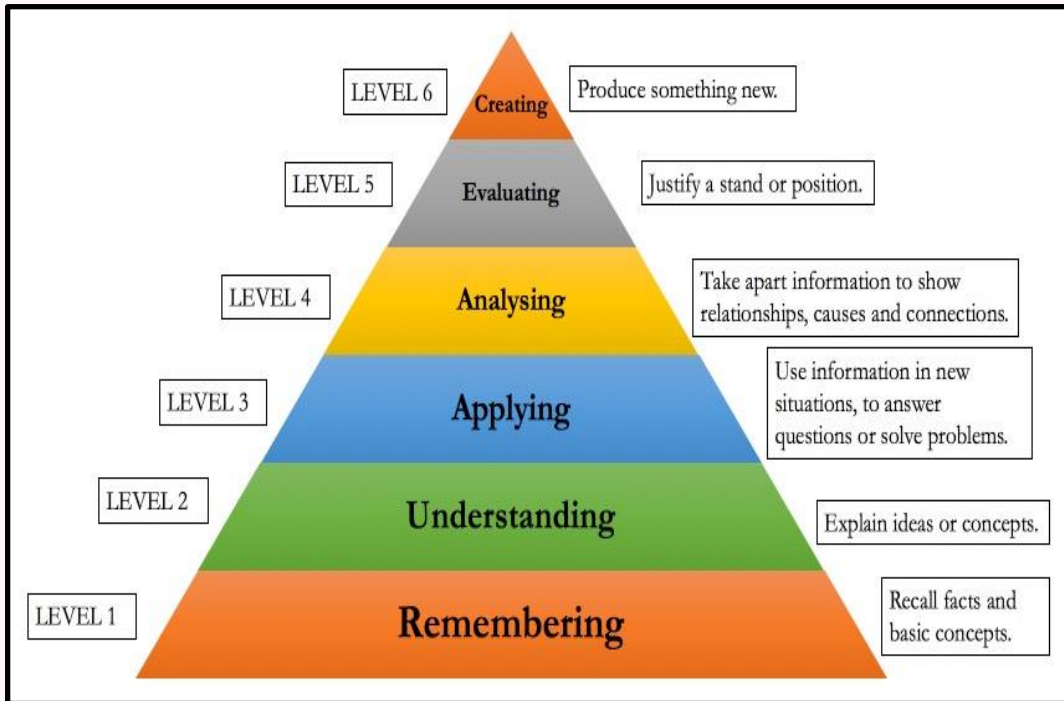 LEVEL 6
Creating
Produce something new.
LEVEL 5
Evaluating
Justify a stand or position.
LEVEL 4
Analysing
Take apart information to show
relationships, causes and connections.
LEVEL 3
Applying
Use information in new
situations, to answer
questions or solve problems.
LEVEL 2
Understanding
Explain ideas or concepts.
LEVEL 1
Remembering
Recall facts and
basic concepts.